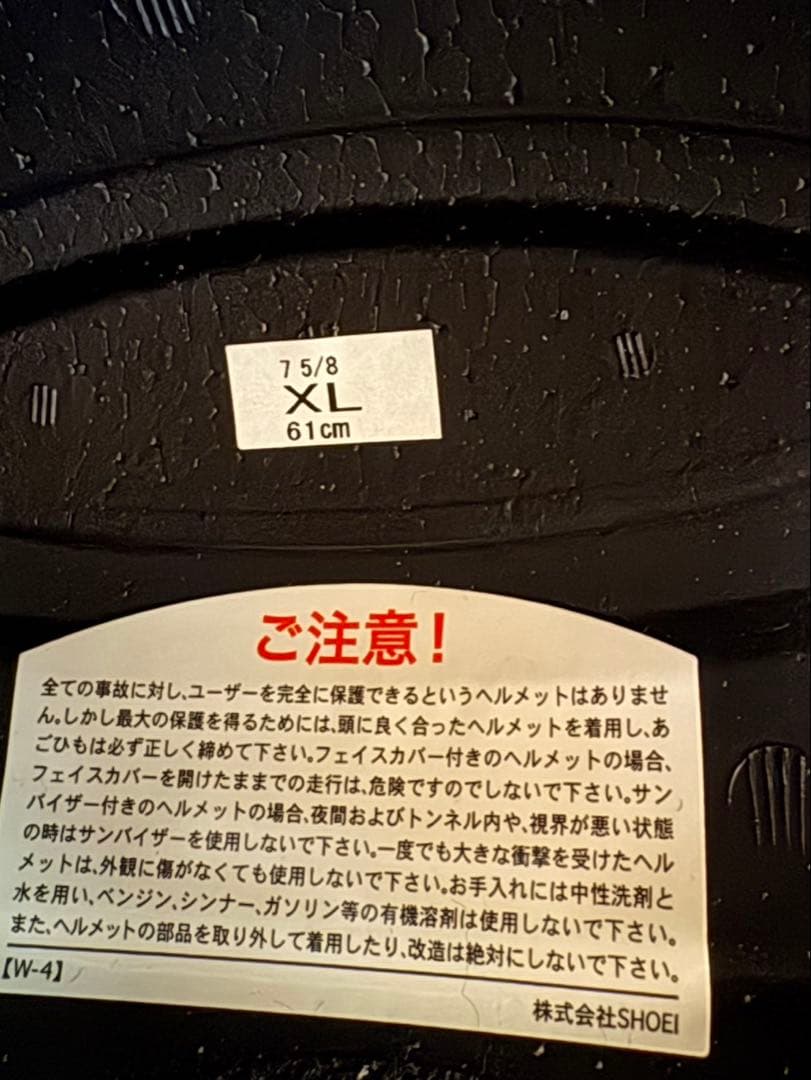 7 5/8
XL
61cm
ご注意！
全ての事故に対し、ユーザーを完全に保護できるというヘルメットはありませ
ん。しかし最大の保護を得るためには、頭に良く合ったヘルメットを着用し、あ
ごひもは必ず正しく締めて下さい。フェイスカバー付きのヘルメットの場合、
フェイスカバーを開けたままでの走行は、危険ですのでしないで下さい。サン
バイザー付きのヘルメットの場合、夜間およびトンネル内や、視界が悪い状態
の時はサンバイザーを使用しないで下さい。一度でも大きな衝撃を受けたヘル
メットは、外観に傷がなくても使用しないで下さい。お手入れには中性洗剤と
水を用い、ベンジン、シンナー、ガソリン等の有機溶剤は使用しないで下さい。
また、ヘルメットの部品を取り外して着用したり、改造は絶対にしないで下さい。
【W-4】
株式会社SHOEI